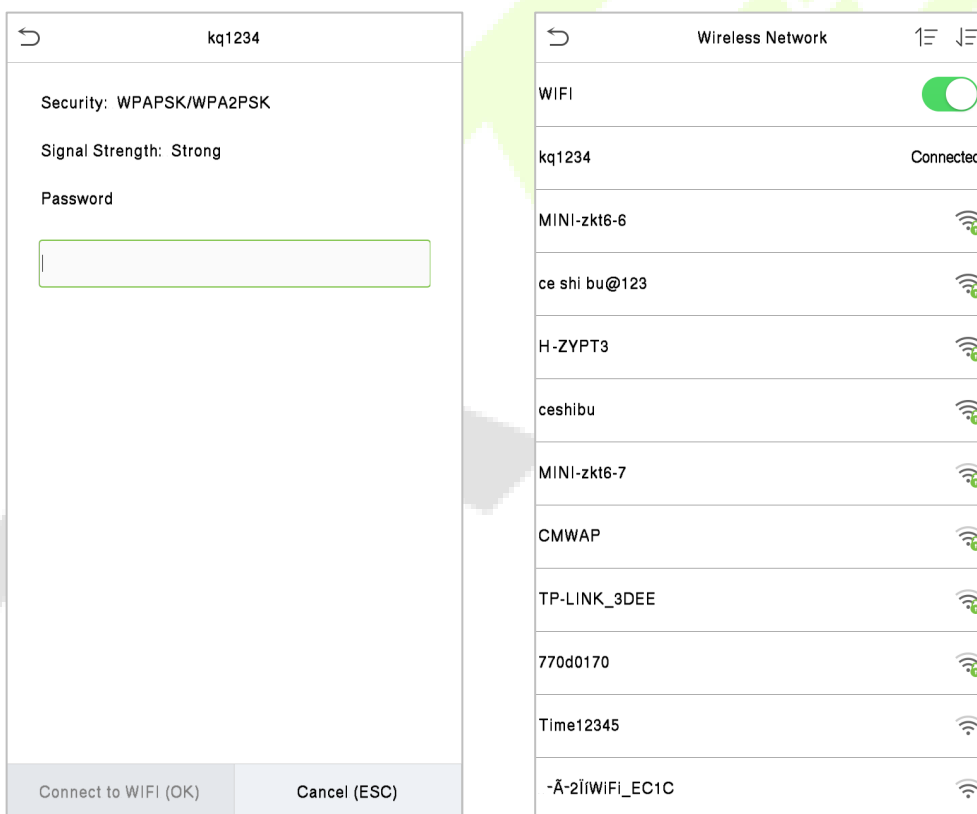 kq1234
Security: WPAPSK/WPA2PSK
Signal Strength: Strong
Password
Connect to WIFI (OK)
Cancel (ESC)
Wireless Network
WIFI
kq1234
Connected
MINI-zkt6-6
ce shi bu@123
H-ZYPT3
ceshibu
MINI-zkt6-7
CMWAP
TP-LINK_3DEE
770d0170
Time12345
-Ã-2ÏíWiFi_EC1C